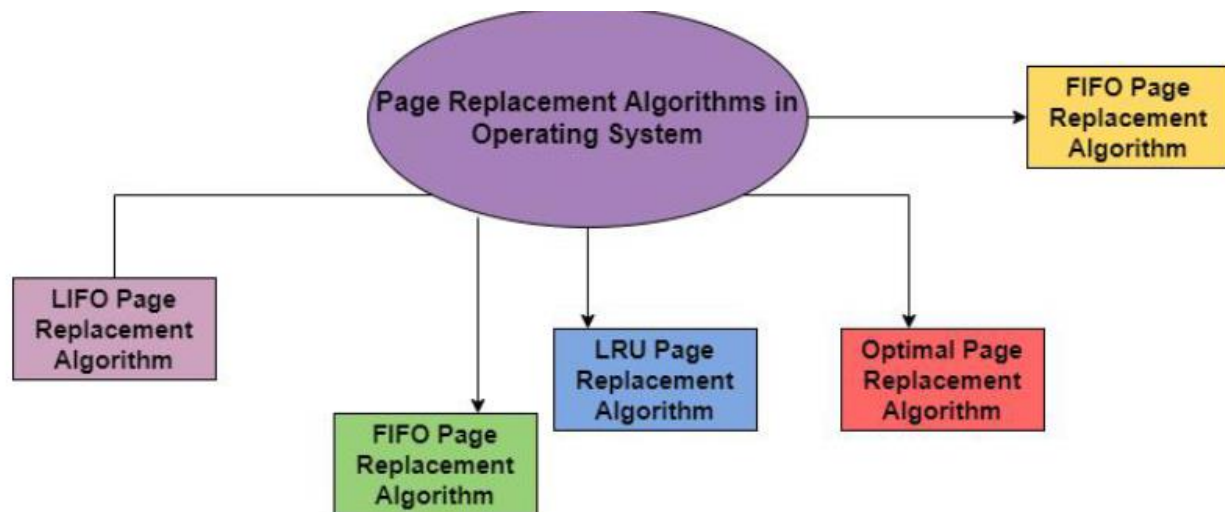 Page Replacement Algorithms in
Operating System
FIFO Page
Replacement
Algorithm
LIFO Page
Replacement
Algorithm
LRU Page
Replacement
Algorithm
Optimal Page
Replacement
Algorithm
FIFO Page
Replacement
Algorithm